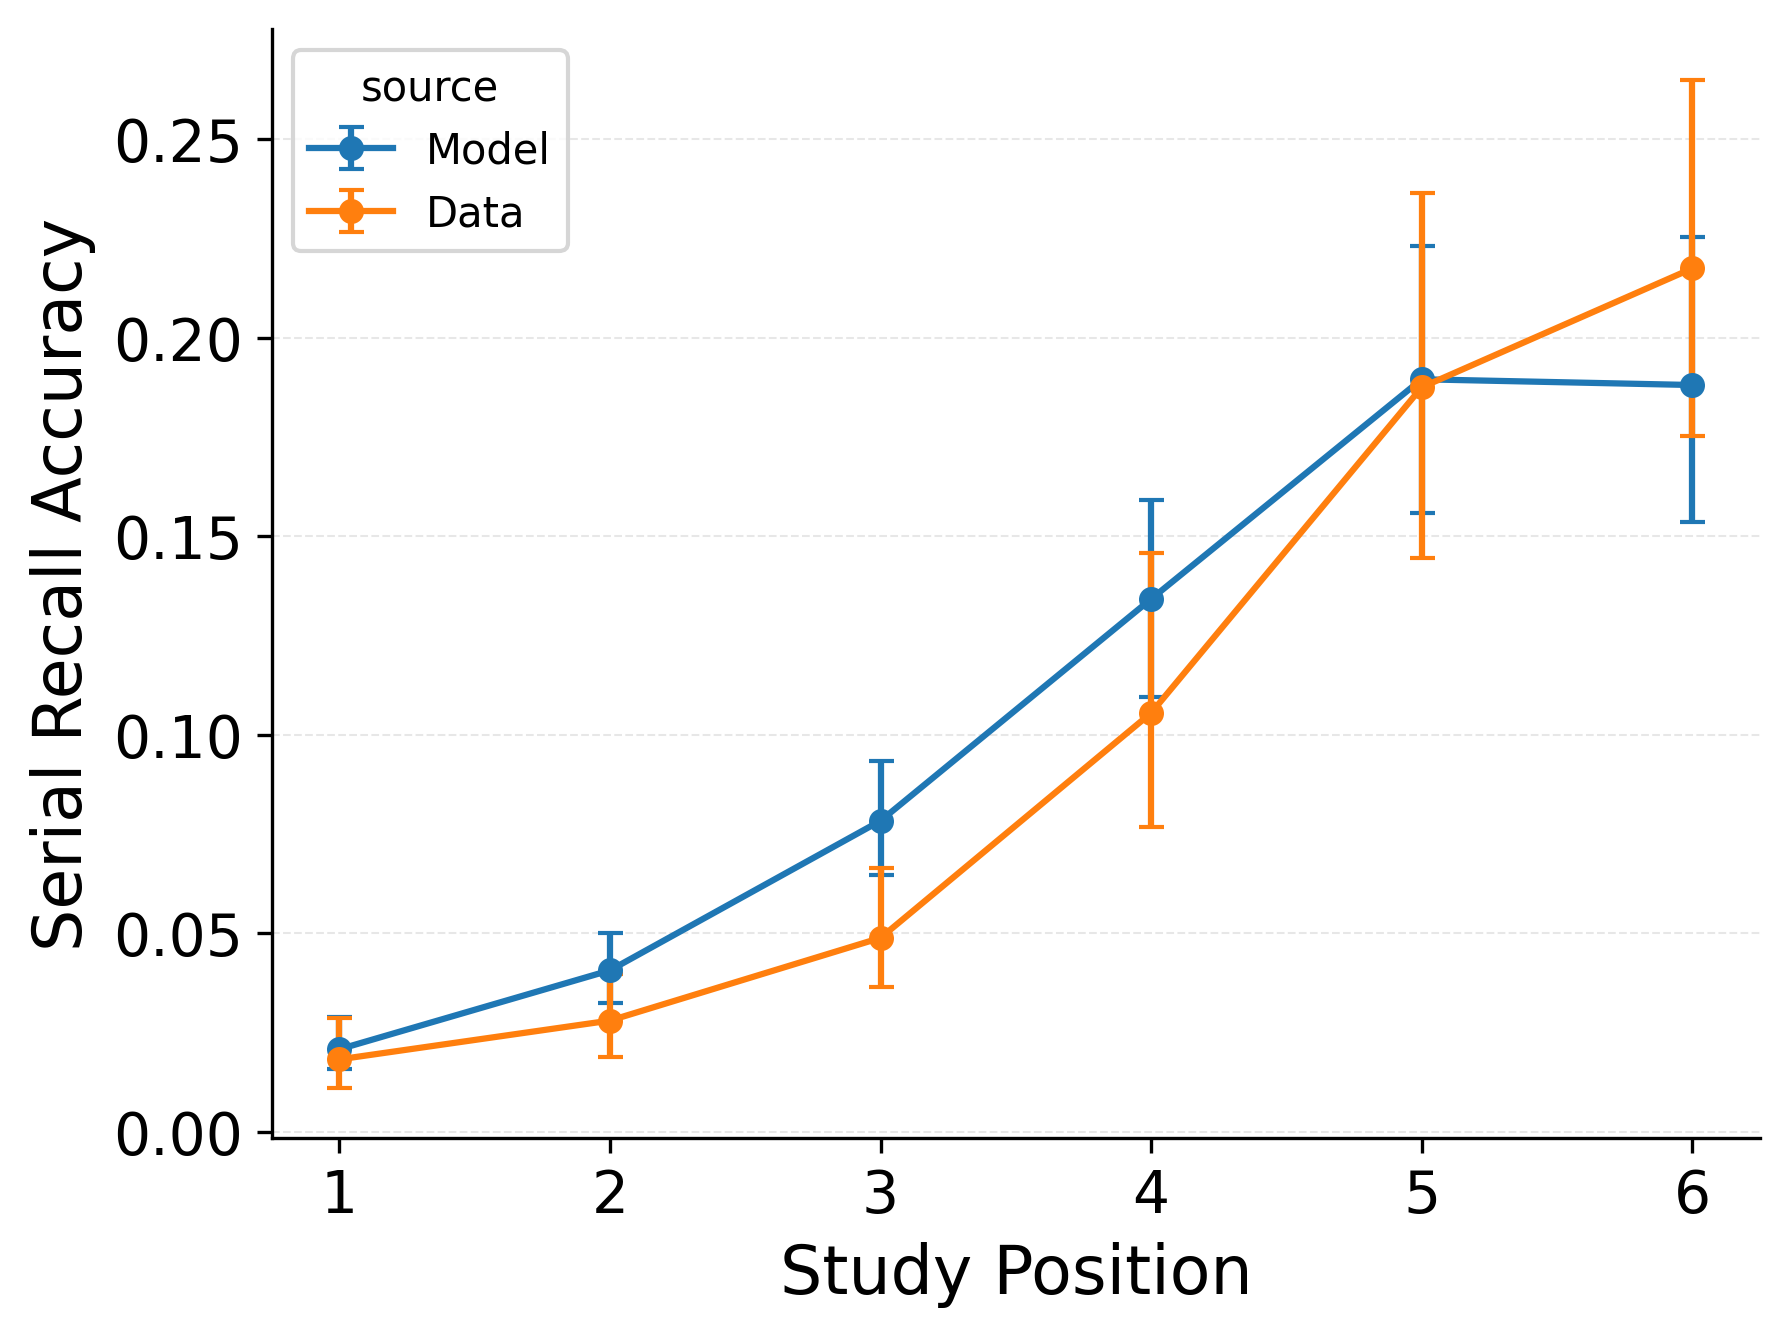 source
Model
Data
Serial Recall Accuracy
0.25
0.20
0.15
0.10
0.05
0.00
1 2 3 4 5 6
Study Position